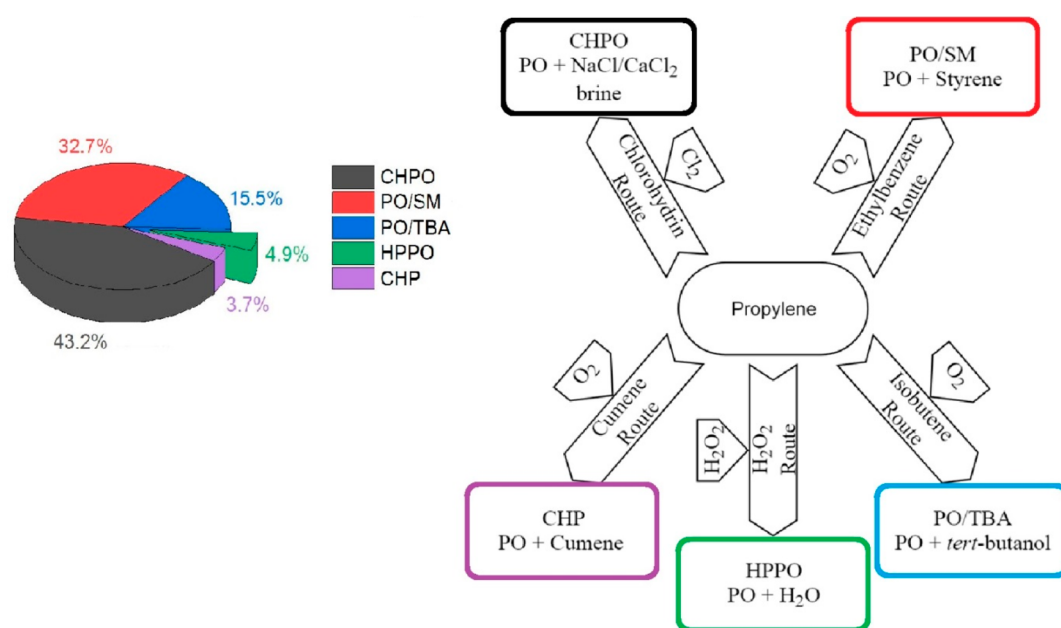 32.7%
15.5%
4.9%
3.7%
43.2%
CHPO
PO/SM
PO/TBA
HPPO
CHP
CHPO
PO + NaCl/CaCl₂
brine
PO/SM
PO + Styrene
Chlorohydrin
Route
Cl₂
O₂
Ethylbenzene
Route
Propylene
O₂
Cumene
Route
H₂O₂
H₂O₂
Route
Isobutene
Route
O₂
CHP
PO + Cumene
HPPO
PO + H₂O
PO/TBA
PO + tert-butanol